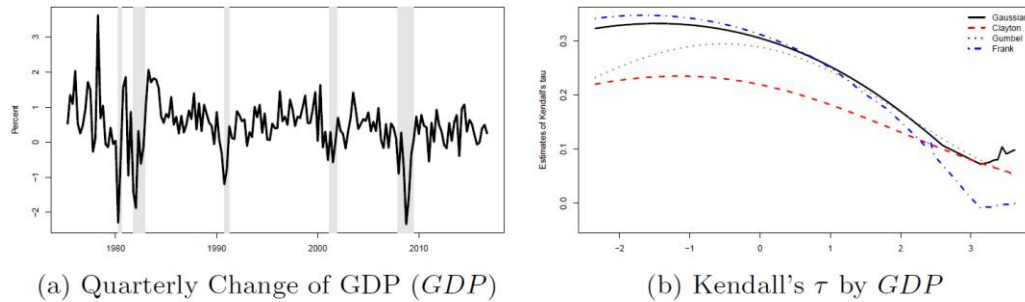 Percent
3
2
1
0
-1
-2
1980
1990
2000
2010
(a) Quarterly Change of GDP (GDP)
Estimates of Kendall's tau
0.3
0.2
0.1
0.0
-2
-1
0
1
2
3
Gaussian
Clayton
Gumbel
Frank
(b) Kendall's τ by GDP